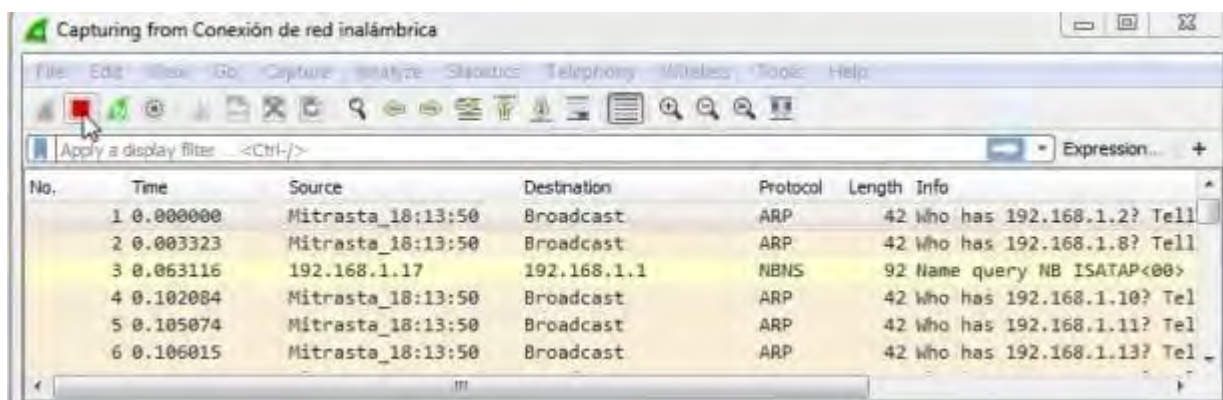 Capturing from Conexión de red inalámbrica
File Edit View Go Capture Analyze Statistics Telephony Wireless Tools Help
Apply a display filter ... <Ctrl-/> Expression... +
No. Time Source Destination Protocol Length Info
1 0.000000 Mitrasta_18:13:50 Broadcast ARP 42 Who has 192.168.1.2? Tell
2 0.003323 Mitrasta_18:13:50 Broadcast ARP 42 Who has 192.168.1.8? Tell
3 0.063116 192.168.1.17 192.168.1.1 NBNS 92 Name query NB ISATAP<00>
4 0.102084 Mitrasta_18:13:50 Broadcast ARP 42 Who has 192.168.1.10? Tel
5 0.105074 Mitrasta_18:13:50 Broadcast ARP 42 Who has 192.168.1.11? Tel
6 0.106015 Mitrasta_18:13:50 Broadcast ARP 42 Who has 192.168.1.13? Tel